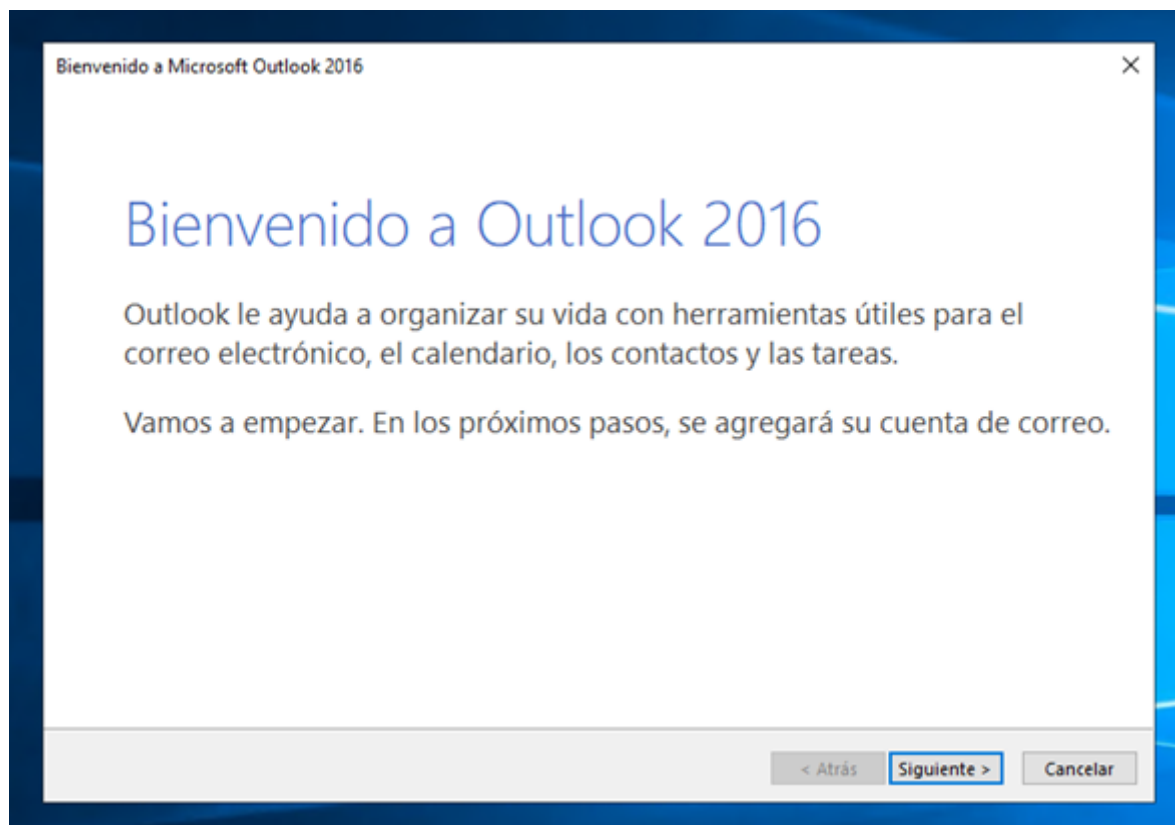 Bienvenido a Microsoft Outlook 2016
Bienvenido a Outlook 2016
Outlook le ayuda a organizar su vida con herramientas útiles para el
correo electrónico, el calendario, los contactos y las tareas.
Vamos a empezar. En los próximos pasos, se agregará su cuenta de correo.
< Atrás Siguiente > Cancelar